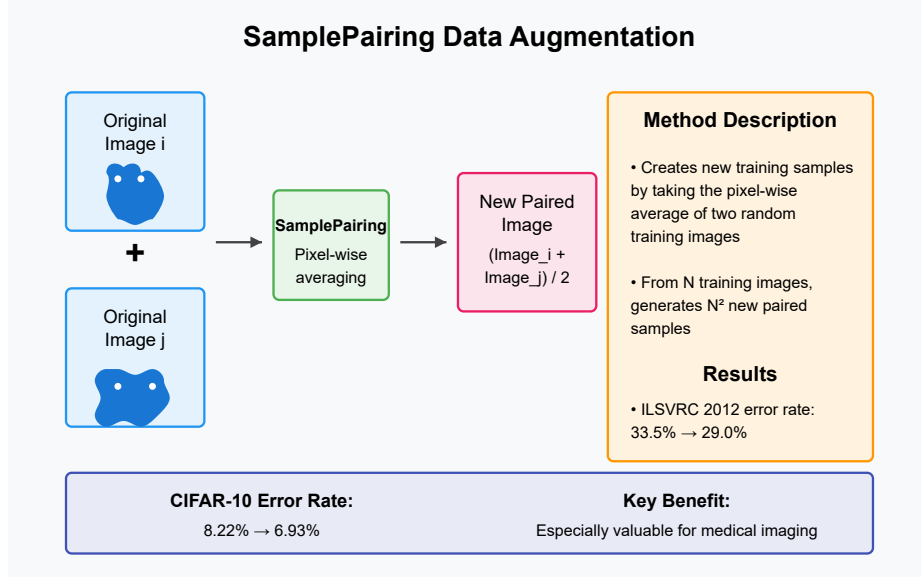 SamplePairing Data Augmentation
Original
Image i
+
Original
Image j
SamplePairing
Pixel-wise
averaging
New Paired
Image
(Image_i +
Image_j) / 2
Method Description
• Creates new training samples
by taking the pixel-wise
average of two random
training images
• From N training images,
generates N² new paired
samples
Results
• ILSVRC 2012 error rate:
33.5% → 29.0%
CIFAR-10 Error Rate:
8.22% → 6.93%
Key Benefit:
Especially valuable for medical imaging